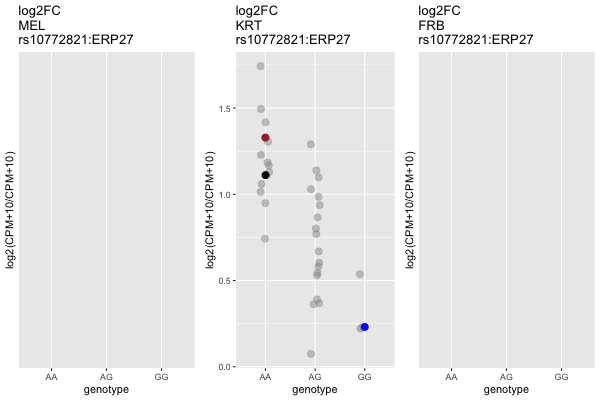 log2FC
MEL
rs10772821:ERP27
log2(CPM+10/CPM+10)
AA AG GG
genotype
log2FC
KRT
rs10772821:ERP27
log2(CPM+10/CPM+10)
1.5
1.0
0.5
0.0
AA AG GG
genotype
log2FC
FRB
rs10772821:ERP27
log2(CPM+10/CPM+10)
AA AG GG
genotype